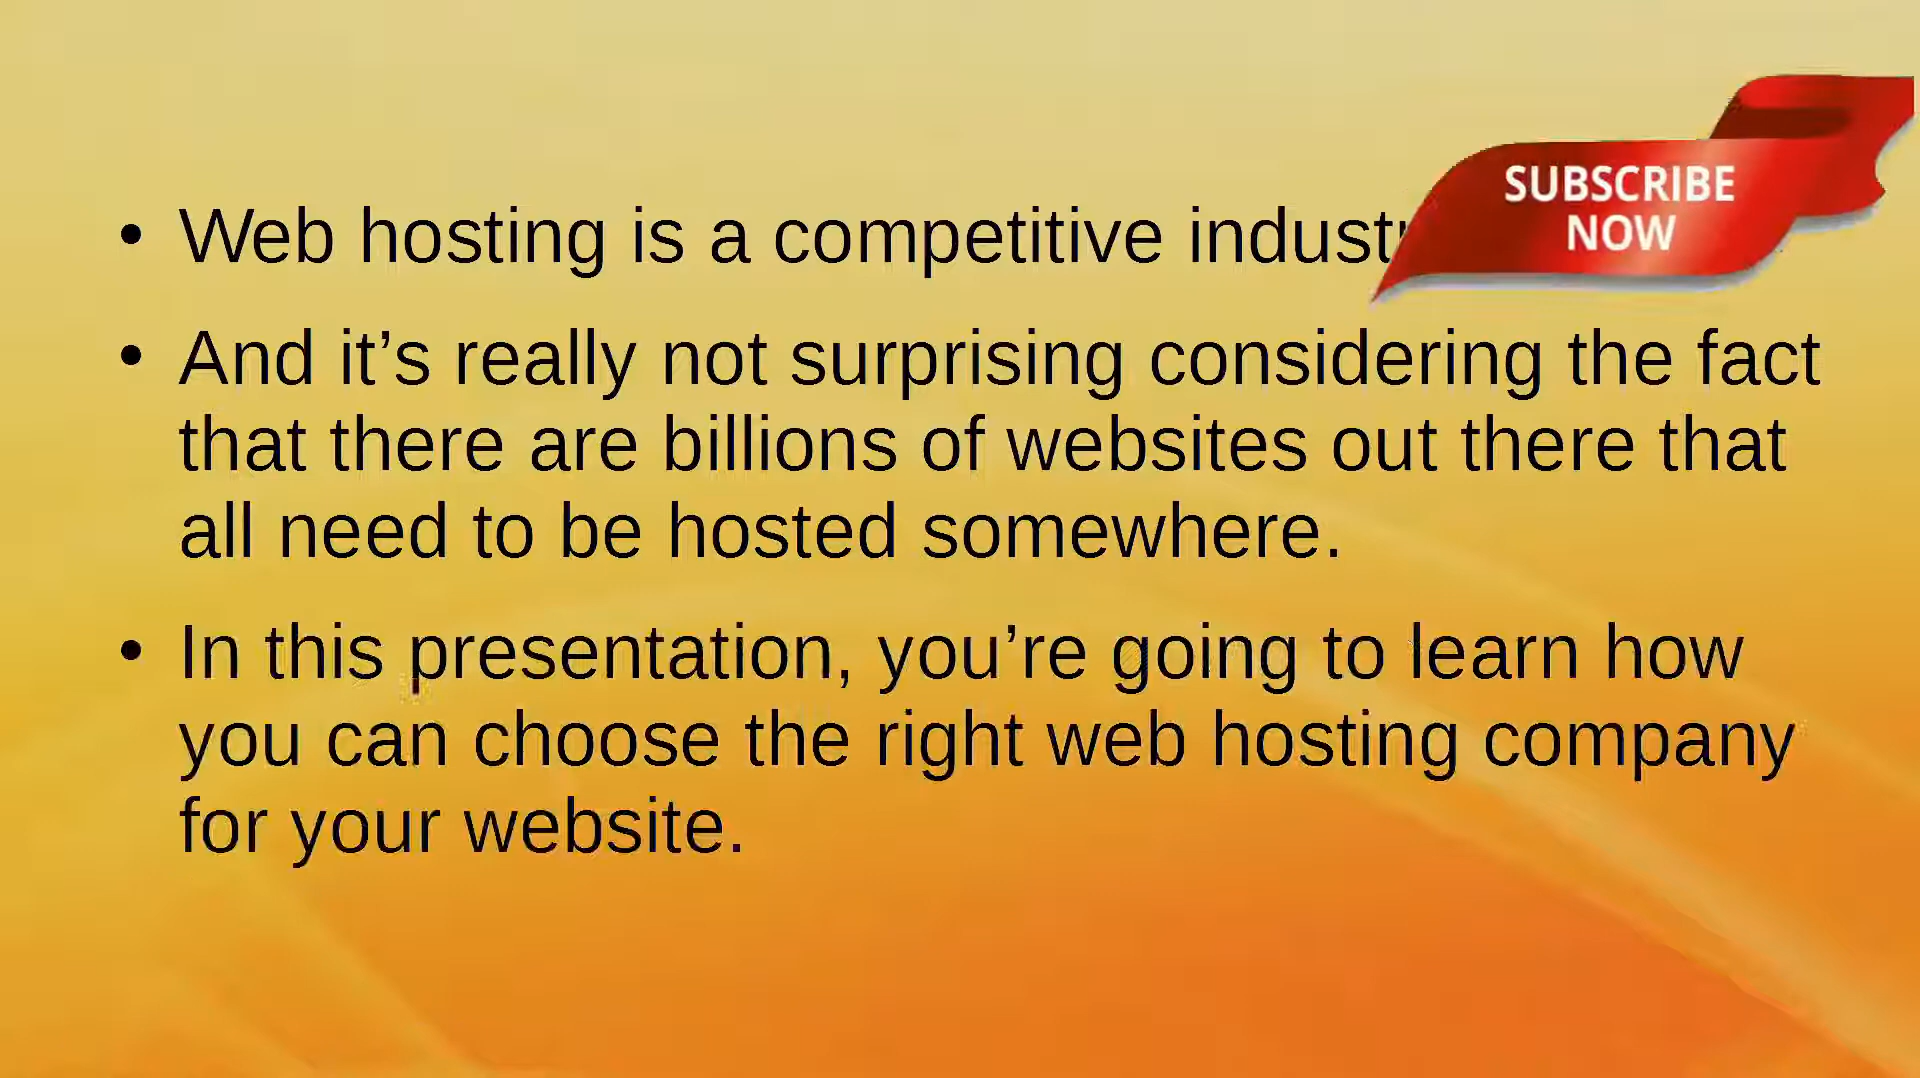 • Web hosting is a competitive
SUBSCRIBE
NOW
• And it’s really not surprising considering the fact
that there are billions of websites out there that
all need to be hosted somewhere.
• In this presentation, you’re going to learn how
you can choose the right web hosting company
for your website.